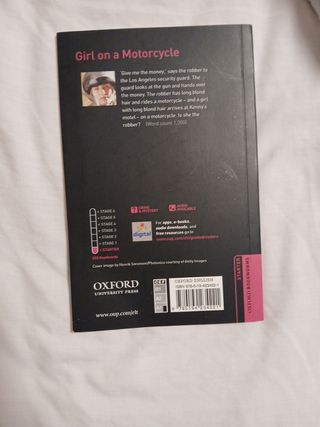 Girl on a Motorcycle
'Give me the money,' says the robber to
the Los Angeles security guard. The
guard looks at the gun and hands over
the money. The robber has long blond
hair and rides a motorcycle – and a girl
with long blond hair arrives at Kenny's
motel – on a motorcycle. Is she the
robber?
STAGE 6
STAGE 5
STAGE 4
STAGE 3
STAGE 2
STAGE 1
STARTER
CRIME
& MYSTERY
AUDIO
AVAILABLE
digital
For apps, e-books,
audio downloads, and
free resources go to
OXFORD
UNIVERSITY PRESS
www.oup.com/elt
OXFORD ENGLISH
ISBN
STARTER
OXFORD BOOKWORMS